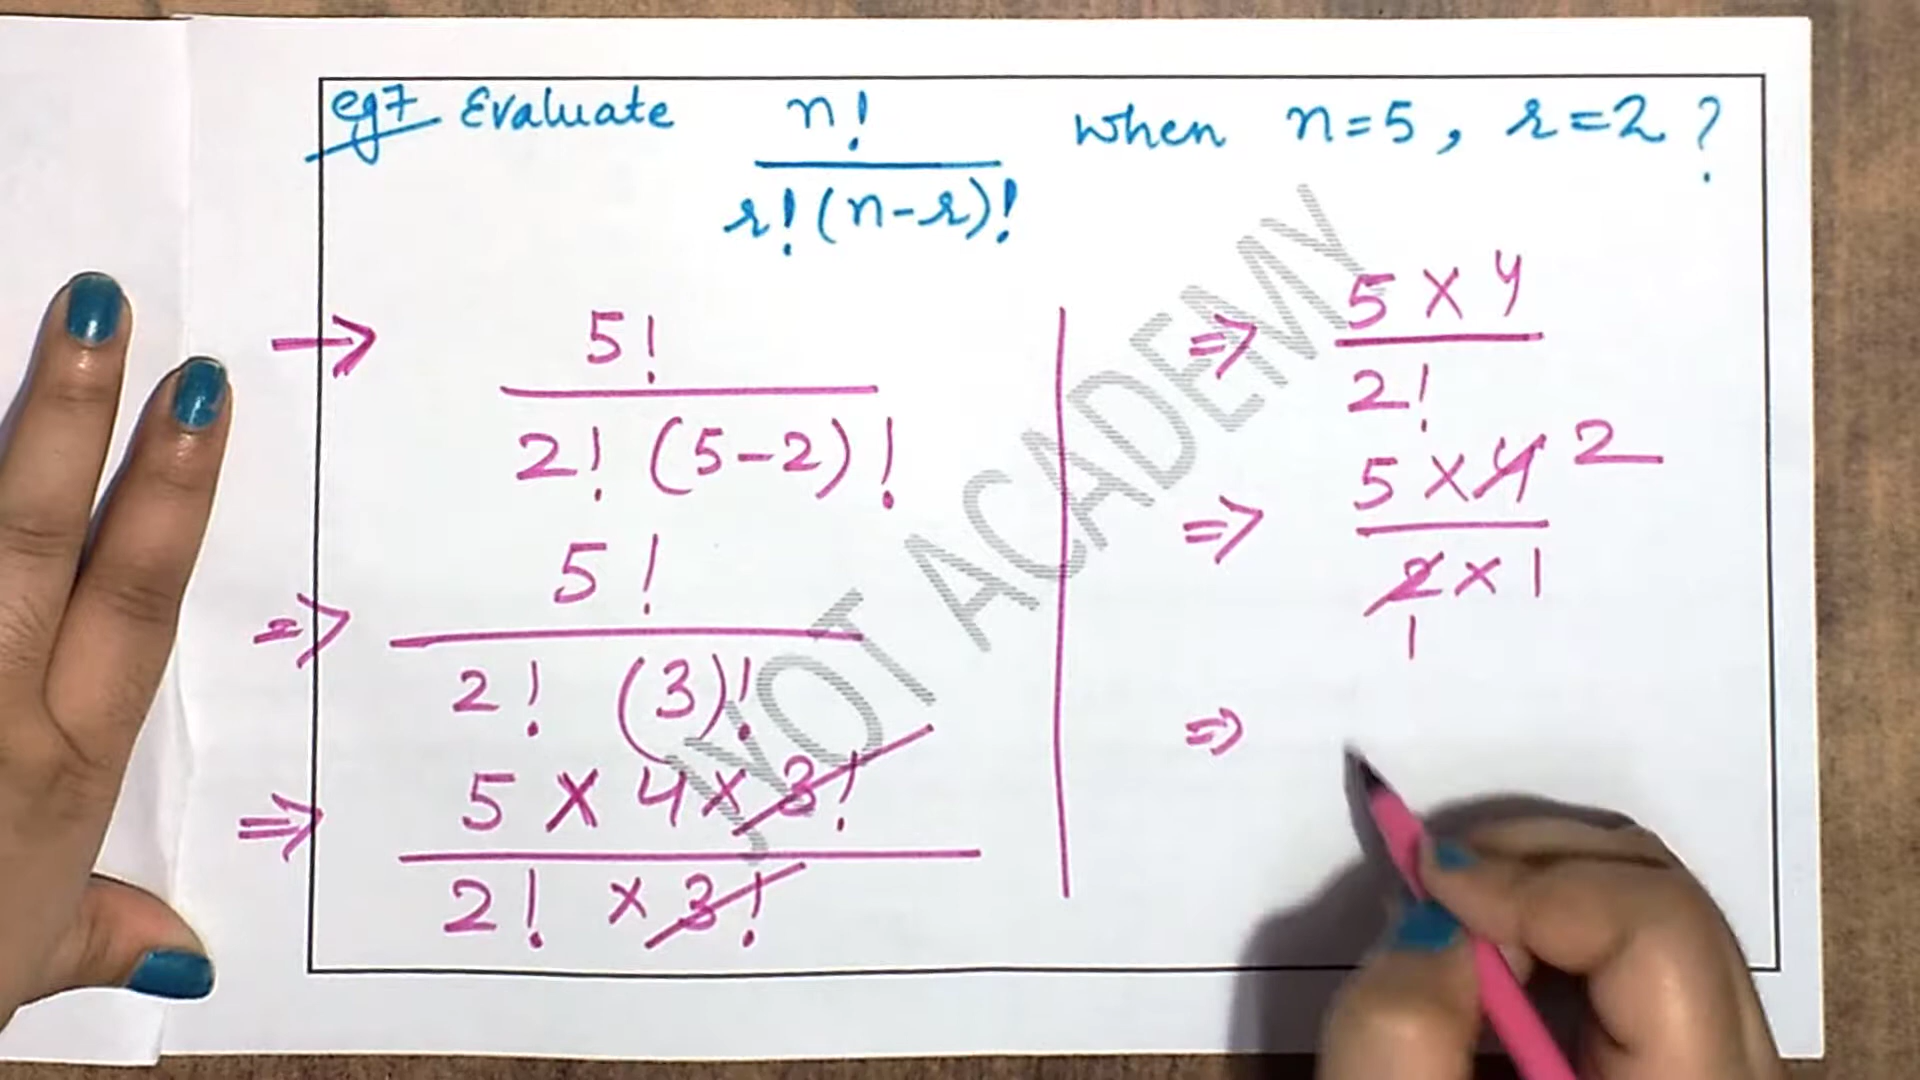 eg7 Evaluate n! when n=5, r=2?
r!(n-r)!
→ 5!
2! (5-2)!
=> 5!
2! (3)!
=> 5 x 4 x 3!
2! x 3!
=> 5 x 4
2!
=> 5 x 4 2
2 x 1
1
=>
JYOT ACADEMY